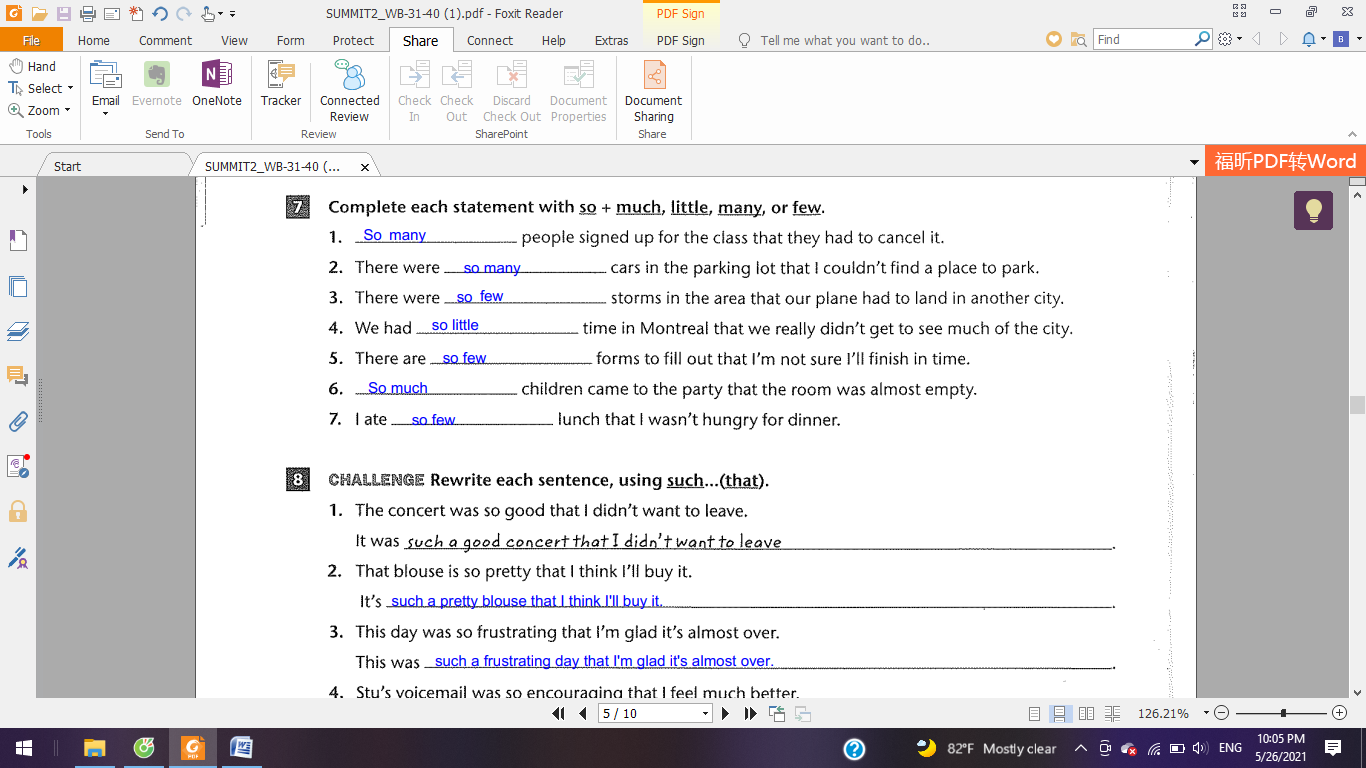 SUMMIT2_WB-31-40 (1).pdf - Foxit Reader
PDF Sign
File Home Comment View Form Protect Share Connect Help Extras PDF Sign Tell me what you want to do.. Find B
Hand
Select
Zoom
Tools
Email Evernote OneNote
Send To
Tracker Connected Review
Review
Check In Check Out Discard Check Out Document Properties
SharePoint
Document Sharing
Share
Start SUMMIT2_WB-31-40 (...
福昕PDF转Word
7 Complete each statement with so + much, little, many, or few.
1. So many people signed up for the class that they had to cancel it.
2. There were so many cars in the parking lot that I couldn't find a place to park.
3. There were so few storms in the area that our plane had to land in another city.
4. We had so little time in Montreal that we really didn't get to see much of the city.
5. There are so few forms to fill out that I'm not sure I'll finish in time.
6. So much children came to the party that the room was almost empty.
7. I ate so few lunch that I wasn't hungry for dinner.
8 CHALLENGE Rewrite each sentence, using such...(that).
1. The concert was so good that I didn't want to leave.
It was such a good concert that I didn't want to leave.
2. That blouse is so pretty that I think I'll buy it.
It's such a pretty blouse that I think I'll buy it. .
3. This day was so frustrating that I'm glad it's almost over.
This was such a frustrating day that I'm glad it's almost over. .
4. Stu's voicemail was so encouraging that I feel much better.
5 / 10 126.21%
82°F Mostly clear ENG 10:05 PM
5/26/2021